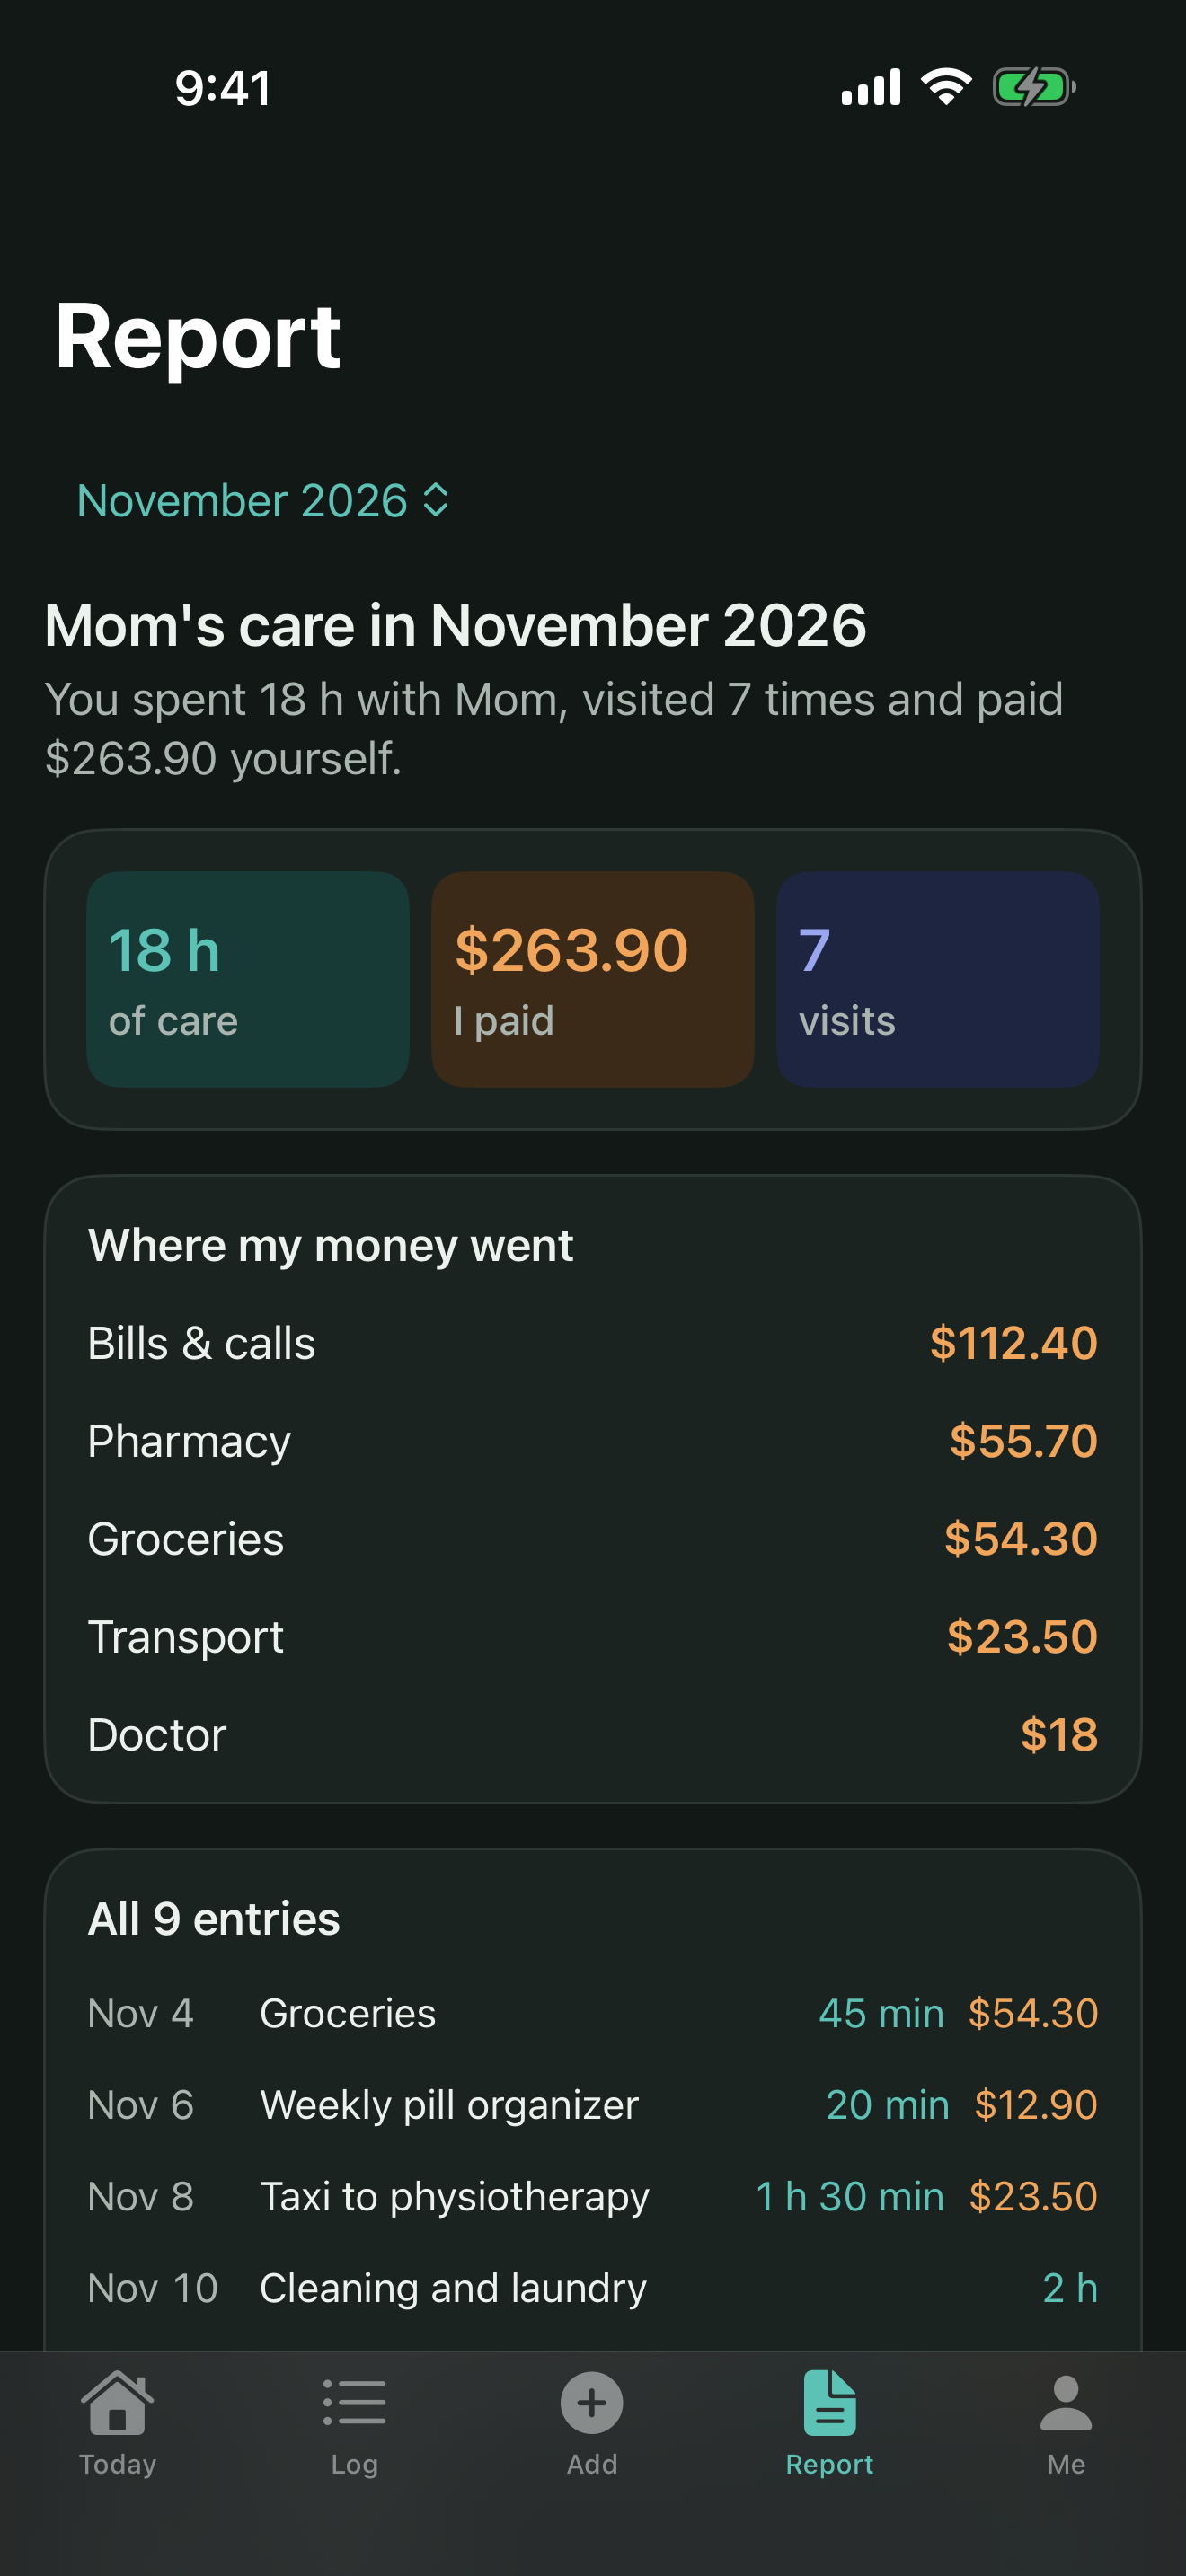 9:41
Report
November 2026
Mom's care in November 2026
You spent 18 h with Mom, visited 7 times and paid
$263.90 yourself.
18 h
of care
$263.90
I paid
7
visits
Where my money went
Bills & calls $112.40
Pharmacy $55.70
Groceries $54.30
Transport $23.50
Doctor $18
All 9 entries
Nov 4 Groceries 45 min $54.30
Nov 6 Weekly pill organizer 20 min $12.90
Nov 8 Taxi to physiotherapy 1 h 30 min $23.50
Nov 10 Cleaning and laundry 2 h
Today Log Add Report Me